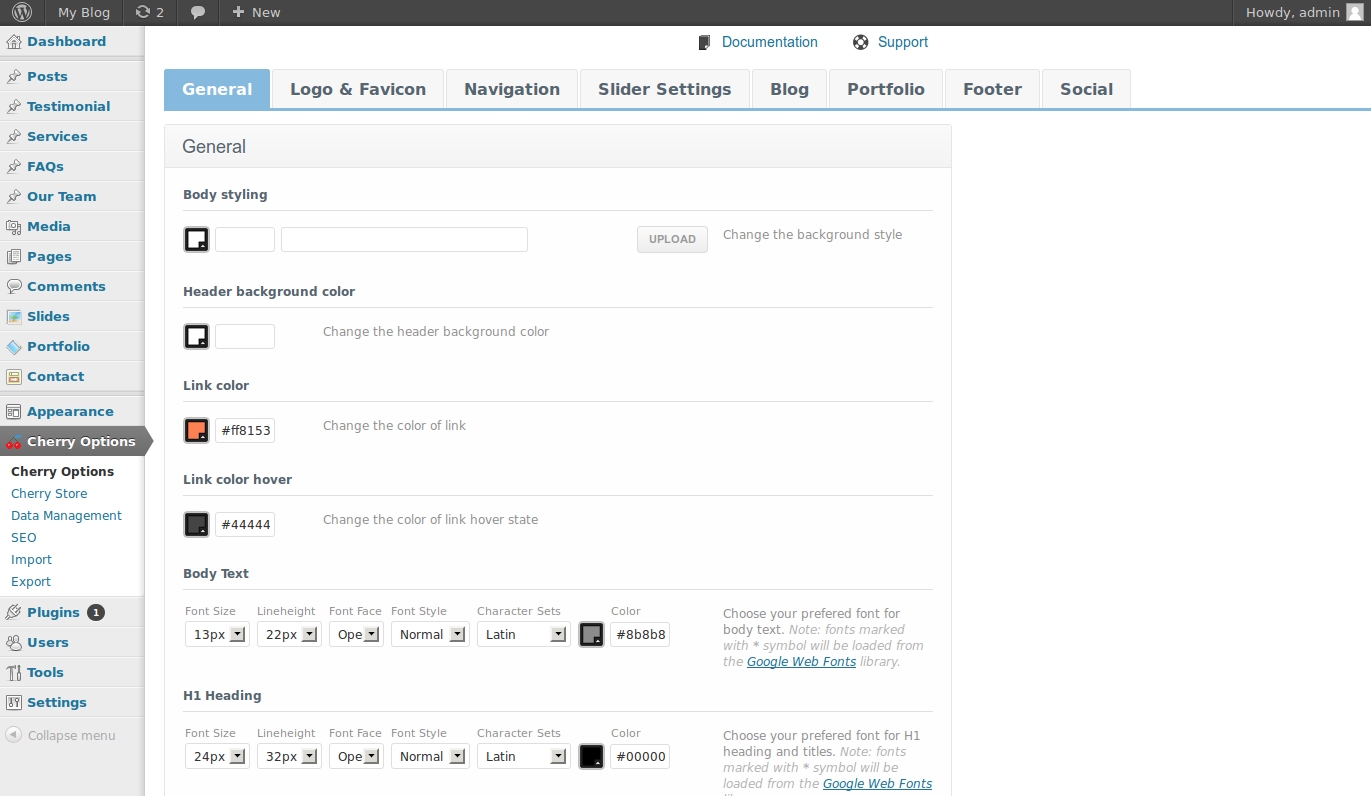 My Blog 2 + New Howdy, admin
Dashboard
Posts
Testimonial
Services
FAQs
Our Team
Media
Pages
Comments
Slides
Portfolio
Contact
Appearance
Cherry Options
Cherry Options
Cherry Store
Data Management
SEO
Import
Export
Plugins 1
Users
Tools
Settings
Collapse menu
Documentation Support
General Logo & Favicon Navigation Slider Settings Blog Portfolio Footer Social
General
Body styling
UPLOAD Change the background style
Header background color
Change the header background color
Link color
#ff8153 Change the color of link
Link color hover
#44444 Change the color of link hover state
Body Text
Font Size Lineheight Font Face Font Style Character Sets Color
13px 22px Ope Normal Latin #8b8b8
Choose your prefered font for
body text. Note: fonts marked
with * symbol will be loaded from
the Google Web Fonts library.
H1 Heading
Font Size Lineheight Font Face Font Style Character Sets Color
24px 32px Ope Normal Latin #00000
Choose your prefered font for H1
heading and titles. Note: fonts
marked with * symbol will be
loaded from the Google Web Fonts